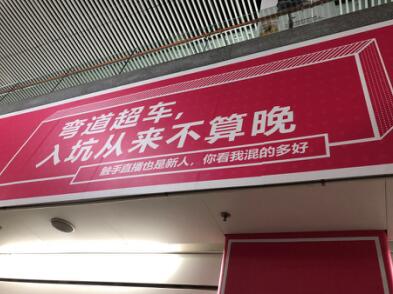 弯道超车，
入坑从来不算晚
触手直播也是新人，你看我混的多好